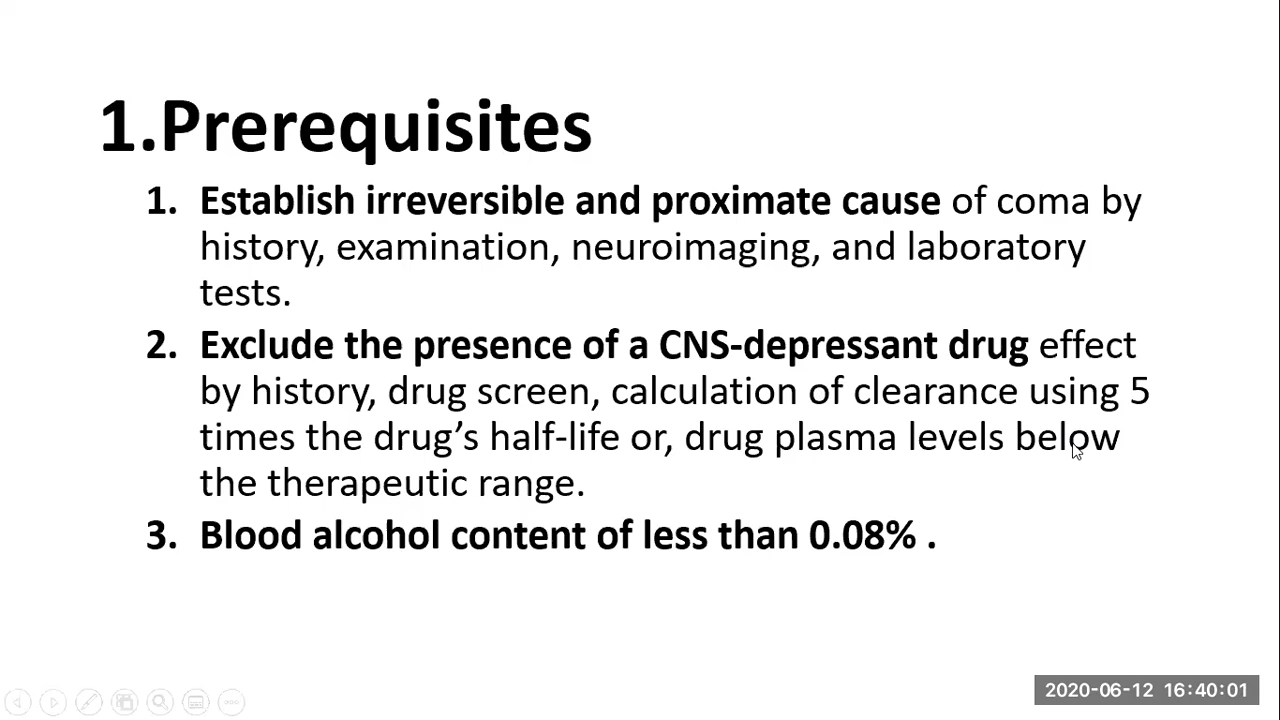 1.Prerequisites
1. Establish irreversible and proximate cause of coma by
history, examination, neuroimaging, and laboratory
tests.
2. Exclude the presence of a CNS-depressant drug effect
by history, drug screen, calculation of clearance using 5
times the drug’s half-life or, drug plasma levels below
the therapeutic range.
3. Blood alcohol content of less than 0.08% .
2020-06-12 16:40:01